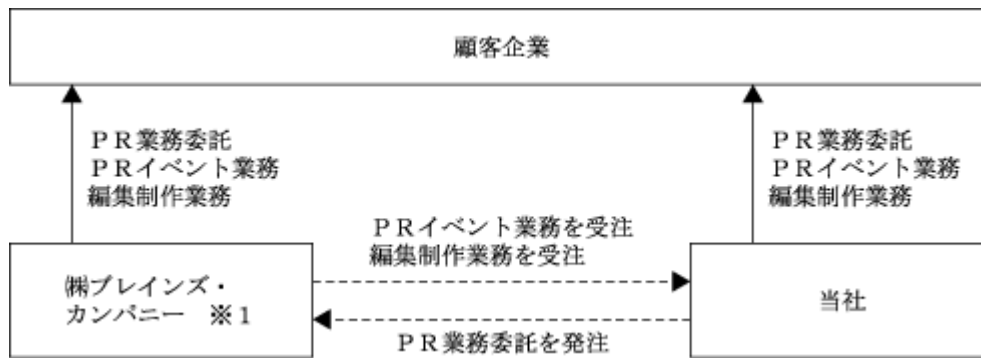 顧客企業
ＰＲ業務委託
ＰＲイベント業務
編集制作業務
ＰＲ業務委託
ＰＲイベント業務
編集制作業務
ＰＲイベント業務を受注
編集制作業務を受注
㈱ブレインズ・
カンパニー　※１
当社
ＰＲ業務委託を発注